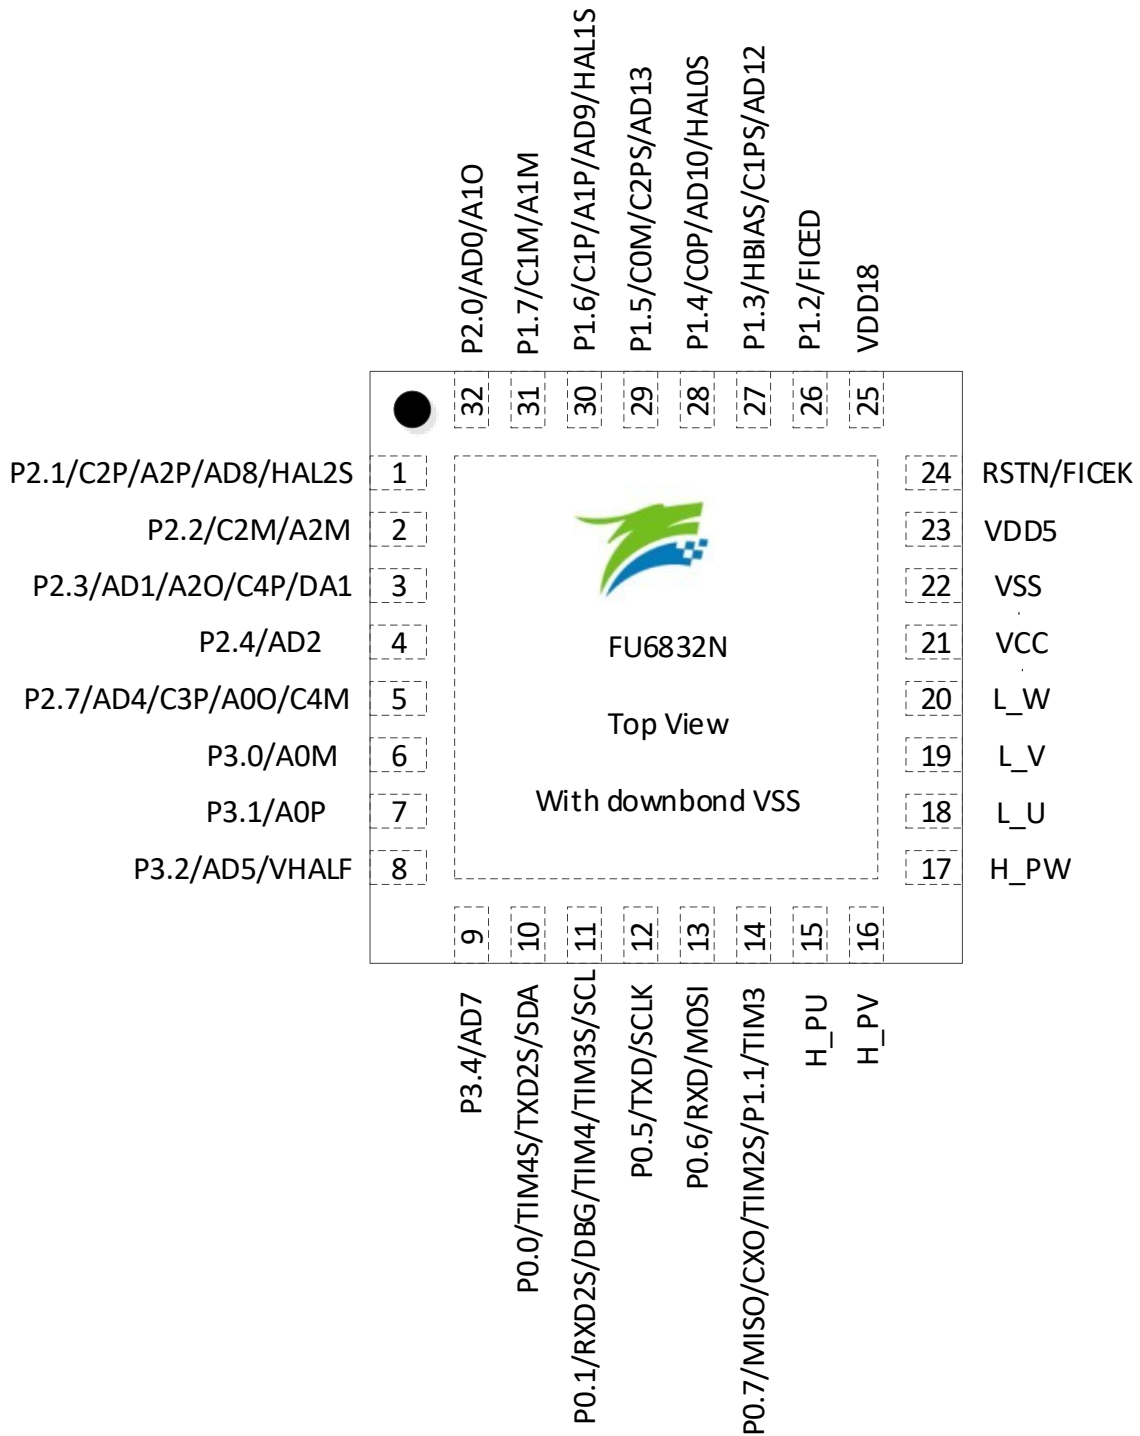 P2.0/AD0/A1O
P1.7/C1M/A1M
P1.6/C1P/A1P/AD9/HAL1S
P1.5/C0M/C2PS/AD13
P1.4/C0P/AD10/HAL0S
P1.3/HBIAS/C1PS/AD12
P1.2/FICED
VDD18
32 31 30 29 28 27 26 25
P2.1/C2P/A2P/AD8/HAL2S 1
P2.2/C2M/A2M 2
P2.3/AD1/A2O/C4P/DA1 3
P2.4/AD2 4
P2.7/AD4/C3P/A0O/C4M 5
P3.0/A0M 6
P3.1/A0P 7
P3.2/AD5/VHALF 8
FU6832N
Top View
With downbond VSS
24 RSTN/FICEK
23 VDD5
22 VSS
21 VCC
20 L_W
19 L_V
18 L_U
17 H_PW
9 10 11 12 13 14 15 16
P3.4/AD7
P0.0/TIM4S/TXD2S/SDA
P0.1/RXD2S/DBG/TIM4/TIM3S/SCL
P0.5/TXD/SCLK
P0.6/RXD/MOSI
P0.7/MISO/CXO/TIM2S/P1.1/TIM3
H_PU
H_PV